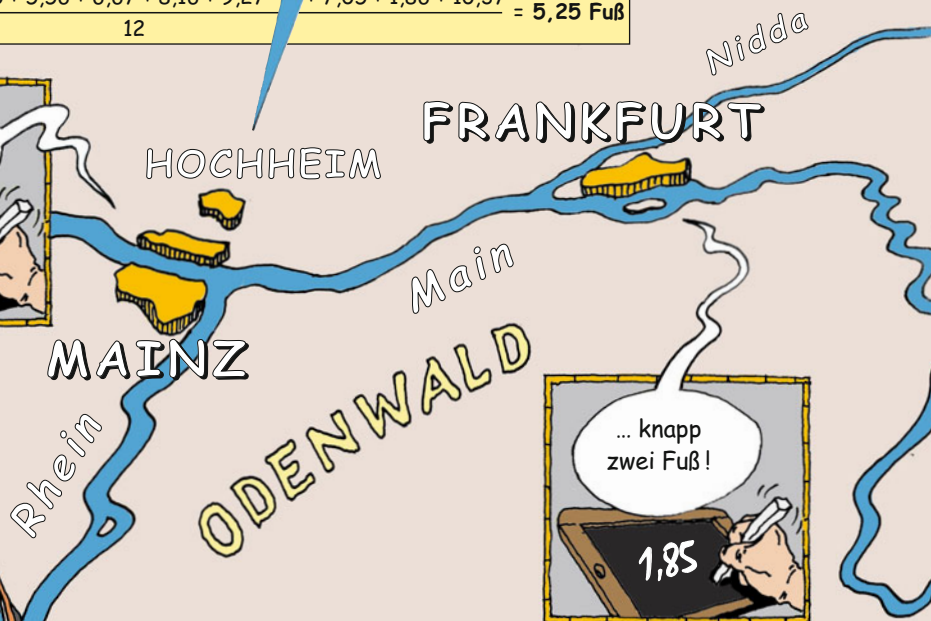 = 5,25 Fuß
12
Nidda
FRANKFURT
HOCHHEIM
Main
MAINZ
ODENWALD
Rhein
... knapp
zwei Fuß!
1,85